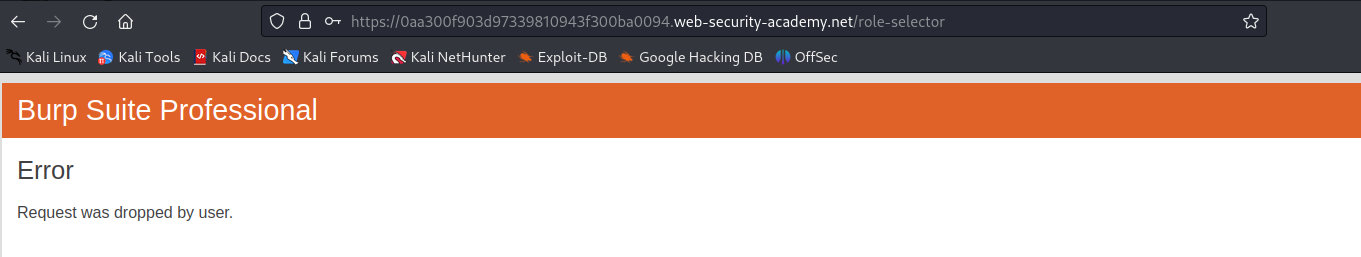 https://0aa300f903d97339810943f300ba0094.web-security-academy.net/role-selector
Kali Linux Kali Tools Kali Docs Kali Forums Kali NetHunter Exploit-DB Google Hacking DB OffSec
Burp Suite Professional
Error
Request was dropped by user.